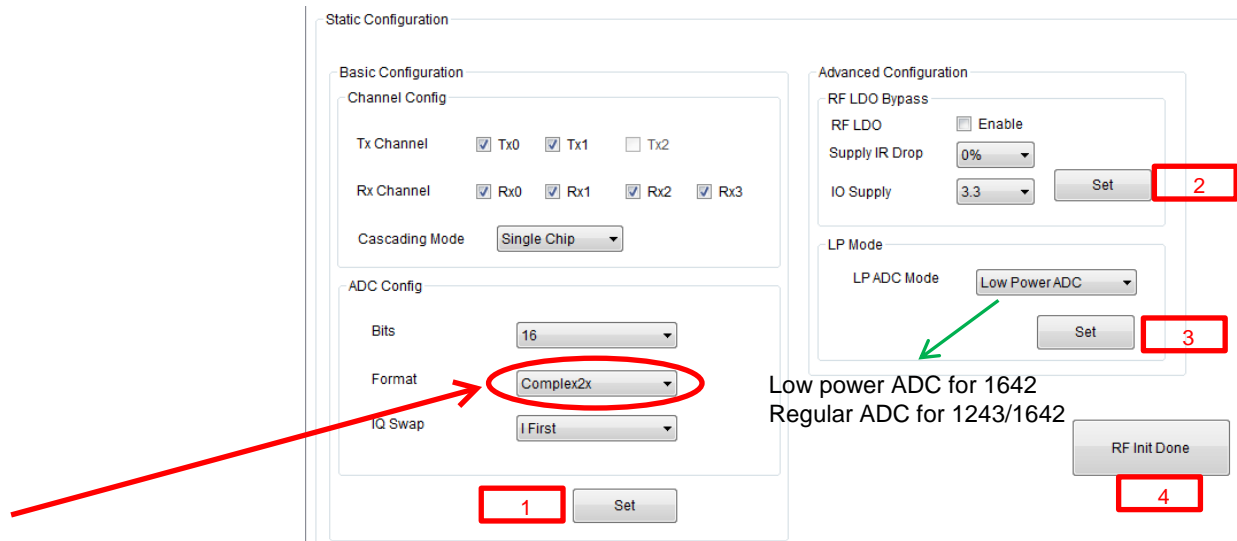 Static Configuration
Basic Configuration
Channel Config
Tx Channel Tx0 Tx1 Tx2
Rx Channel Rx0 Rx1 Rx2 Rx3
Cascading Mode Single Chip
ADC Config
Bits 16
Format Complex2x
IQ Swap I First
1 Set
Advanced Configuration
RF LDO Bypass
RF LDO Enable
Supply IR Drop 0%
IO Supply 3.3 Set 2
LP Mode
LP ADC Mode Low Power ADC
Set 3
Low power ADC for 1642
Regular ADC for 1243/1642
RF Init Done
4